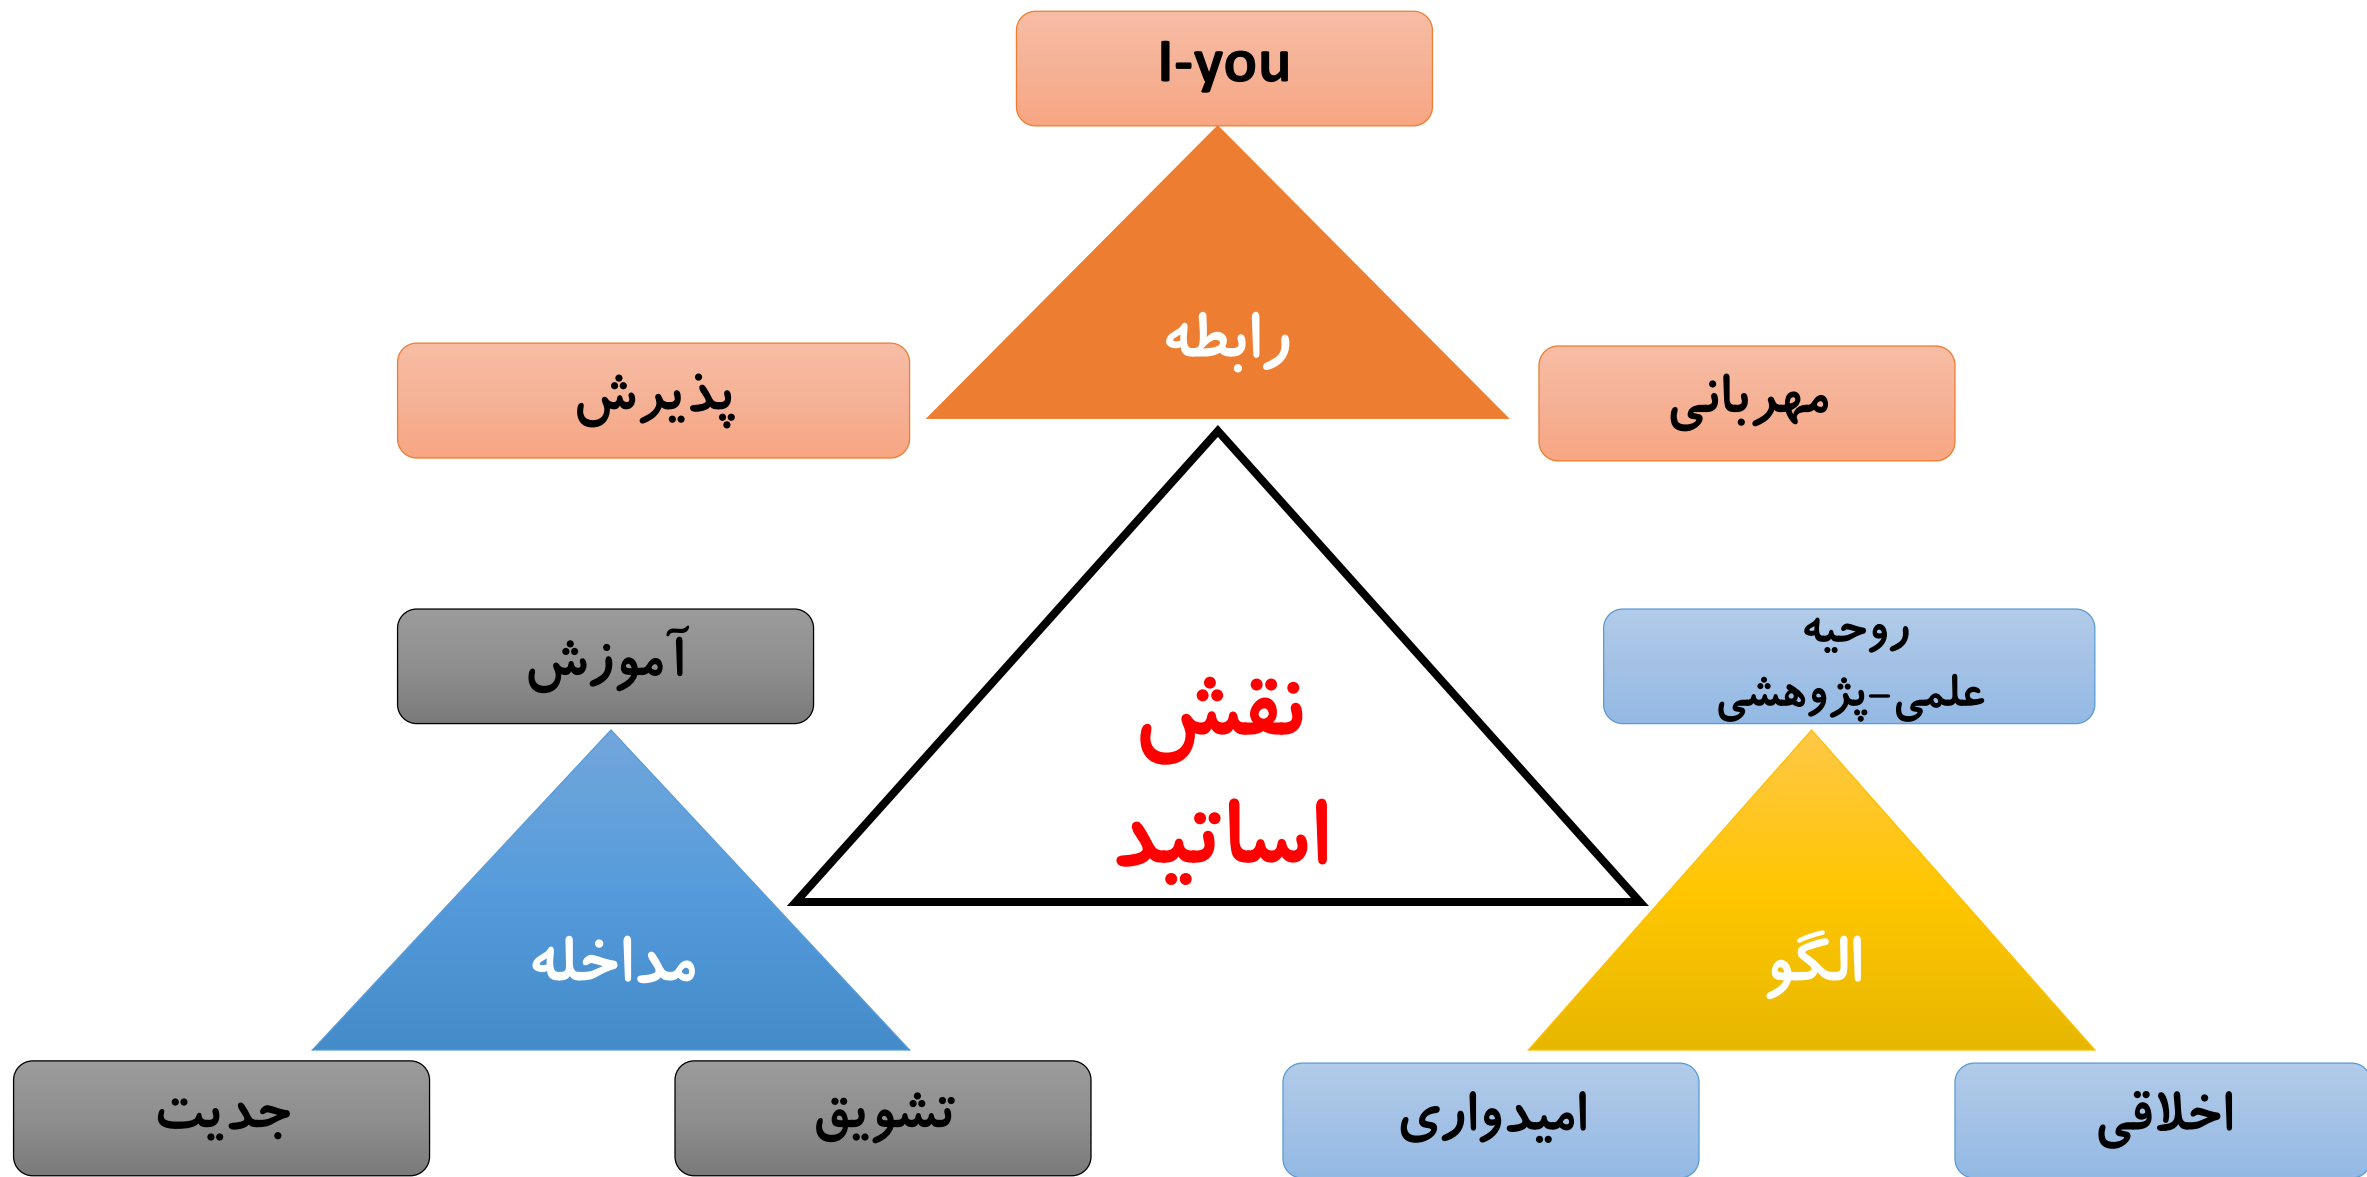 I-you
رابطه
مهربانی
پذیرش
نقش
اساتید
روحیه
علمی-پژوهشی
آموزش
الگو
مداخله
اخلاقی
امیدواری
تشویق
جدیت